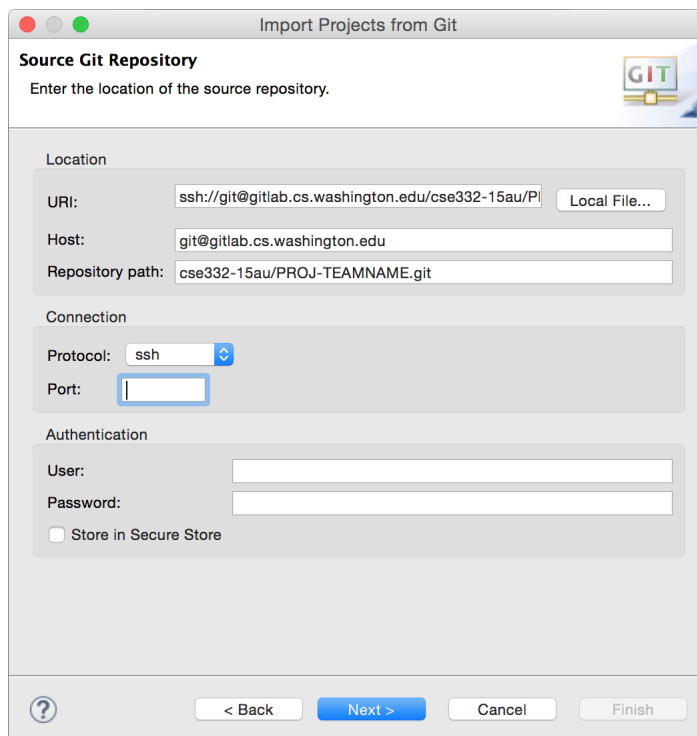 Import Projects from Git
Source Git Repository
Enter the location of the source repository.
GIT
Location
URI: ssh://git@gitlab.cs.washington.edu/cse332-15au/P Local File...
Host: git@gitlab.cs.washington.edu
Repository path: cse332-15au/PROJ-TEAMNAME.git
Connection
Protocol: ssh
Port:
Authentication
User:
Password:
Store in Secure Store
? < Back Next > Cancel Finish